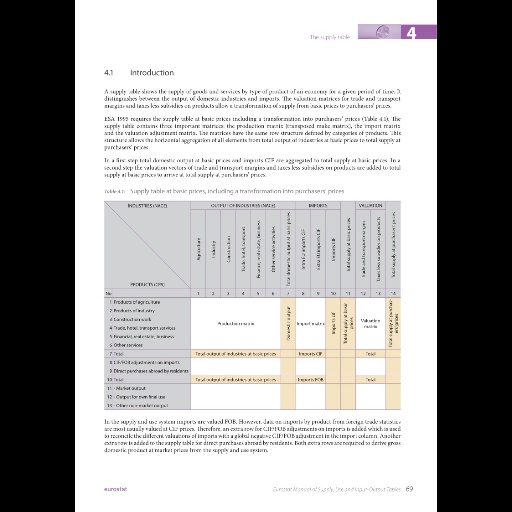 The supply table
4
4.1 Introduction
A supply table shows the supply of goods and services by type of product of an economy for a given period of time. It
distinguishes between the output of domestic industries and imports. The valuation matrices for trade and transport
margins and taxes less subsidies on products allow a transformation of supply from basic prices to purchasers' prices.
ESA 1995 requires the supply table at basic prices including a transformation into purchasers' prices (Table 4.1). The
supply table contains three important matrices: the production matrix (transposed make matrix), the import matrix
and the valuation adjustment matrix. The matrices have the same row structure defined by categories of products. This
structure allows the horizontal aggregation of all elements from total output of industries at basic prices to total supply at
purchasers' prices.
In a first step total domestic output at basic prices and imports CIF are aggregated to total supply at basic prices. In a
second step the valuation vectors of trade and transport margins and taxes less subsidies on products are added to total
supply at basic prices to arrive at total supply at purchasers' prices.
Table 4.1: Supply table at basic prices, including a transformation into purchasers' prices
INDUSTRIES (NACE) OUTPUT OF INDUSTRIES (NACE) IMPORTS VALUATION
PRODUCTS (CPA)
Agriculture
Industry
Construction
Trade, hotel, transport
Finance, real estate, business
Other service activities
Total domestic output at basic prices
Intra EU imports CIF
Extra EU imports CIF
Imports CIF
Total supply at basic prices
Trade and transport margins
Taxes less subsidies on products
Total supply at purchasers' prices
No 1 2 3 4 5 6 7 8 9 10 11 12 13 14
1 Products of agriculture
2 Products of industry
3 Construction work
4 Trade, hotel, transport services
5 Financial, real estate, business
6 Other services
Production matrix
Domestic output
Import matrix
Imports CIF
Total supply at basic
prices
Valuation
matrix
Total supply at purchasers'
prices
7 Total Total output of industries at basic prices Imports CIF Total
8 CIF/FOB adjustments on imports
9 Direct purchases abroad by residents
10 Total Total output of industries at basic prices Imports FOB Total
11 - Market output
12 - Output for own final use
13 - Other non-market output
In the supply and use system imports are valued FOB. However, data on imports by product from foreign trade statistics
are most usually valued at CIF prices. Therefore, an extra row for CIF/FOB adjustments on imports is added which is used
to reconcile the different valuations of imports with a global negative CIF/FOB adjustment in the import column. Another
extra row is added to the supply table for direct purchases abroad by residents. Both extra rows are required to derive gross
domestic product at market prices from the supply and use system.
eurostat Eurostat Manual of Supply, Use and Input-Output Tables 69